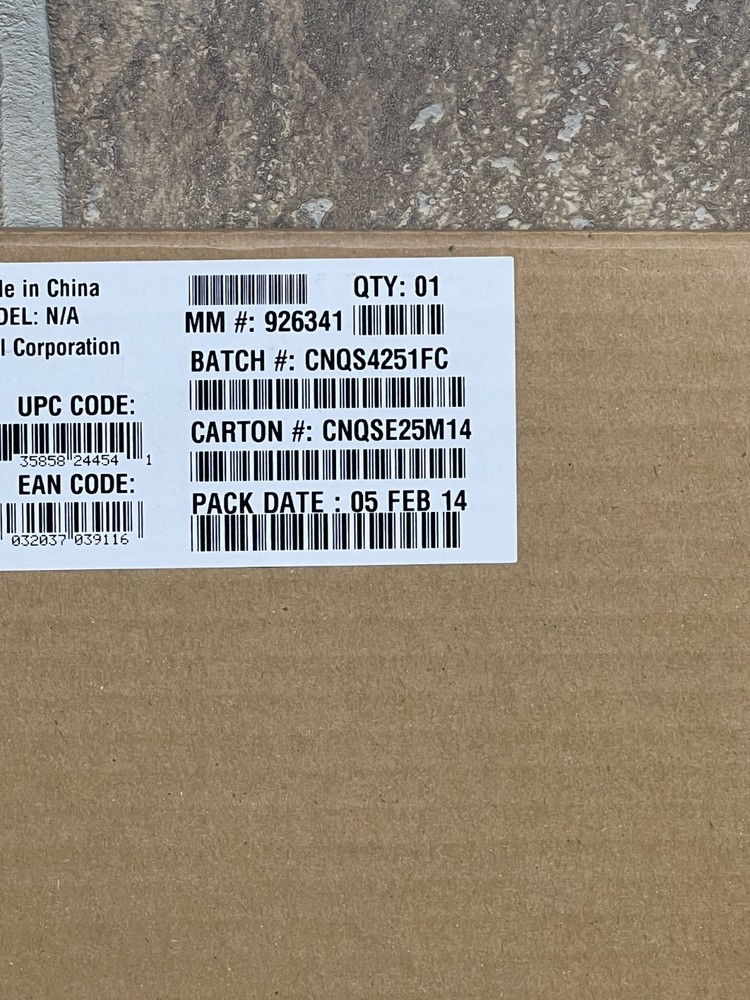 le in China
DEL: N/A
l Corporation
UPC CODE:
35858 24454 1
EAN CODE:
032037 039116
QTY: 01
MM #: 926341
BATCH #: CNQS4251FC
CARTON #: CNQSE25M14
PACK DATE : 05 FEB 14